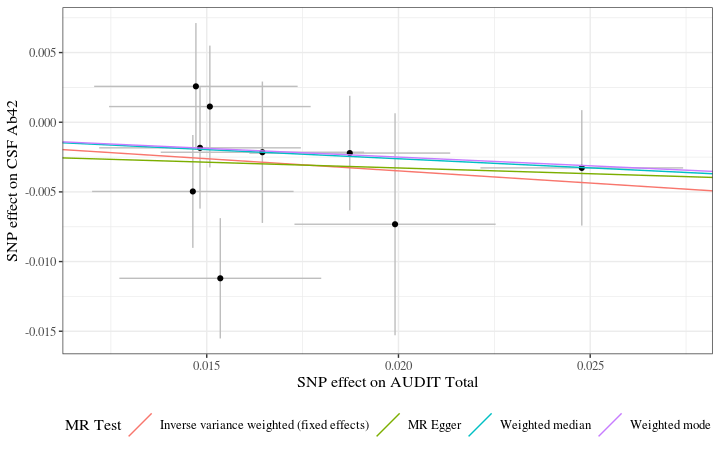 SNP effect on CSF Ab42
0.005
0.000
-0.005
-0.010
-0.015
0.015 0.020 0.025
SNP effect on AUDIT Total
MR Test Inverse variance weighted (fixed effects) MR Egger Weighted median Weighted mode